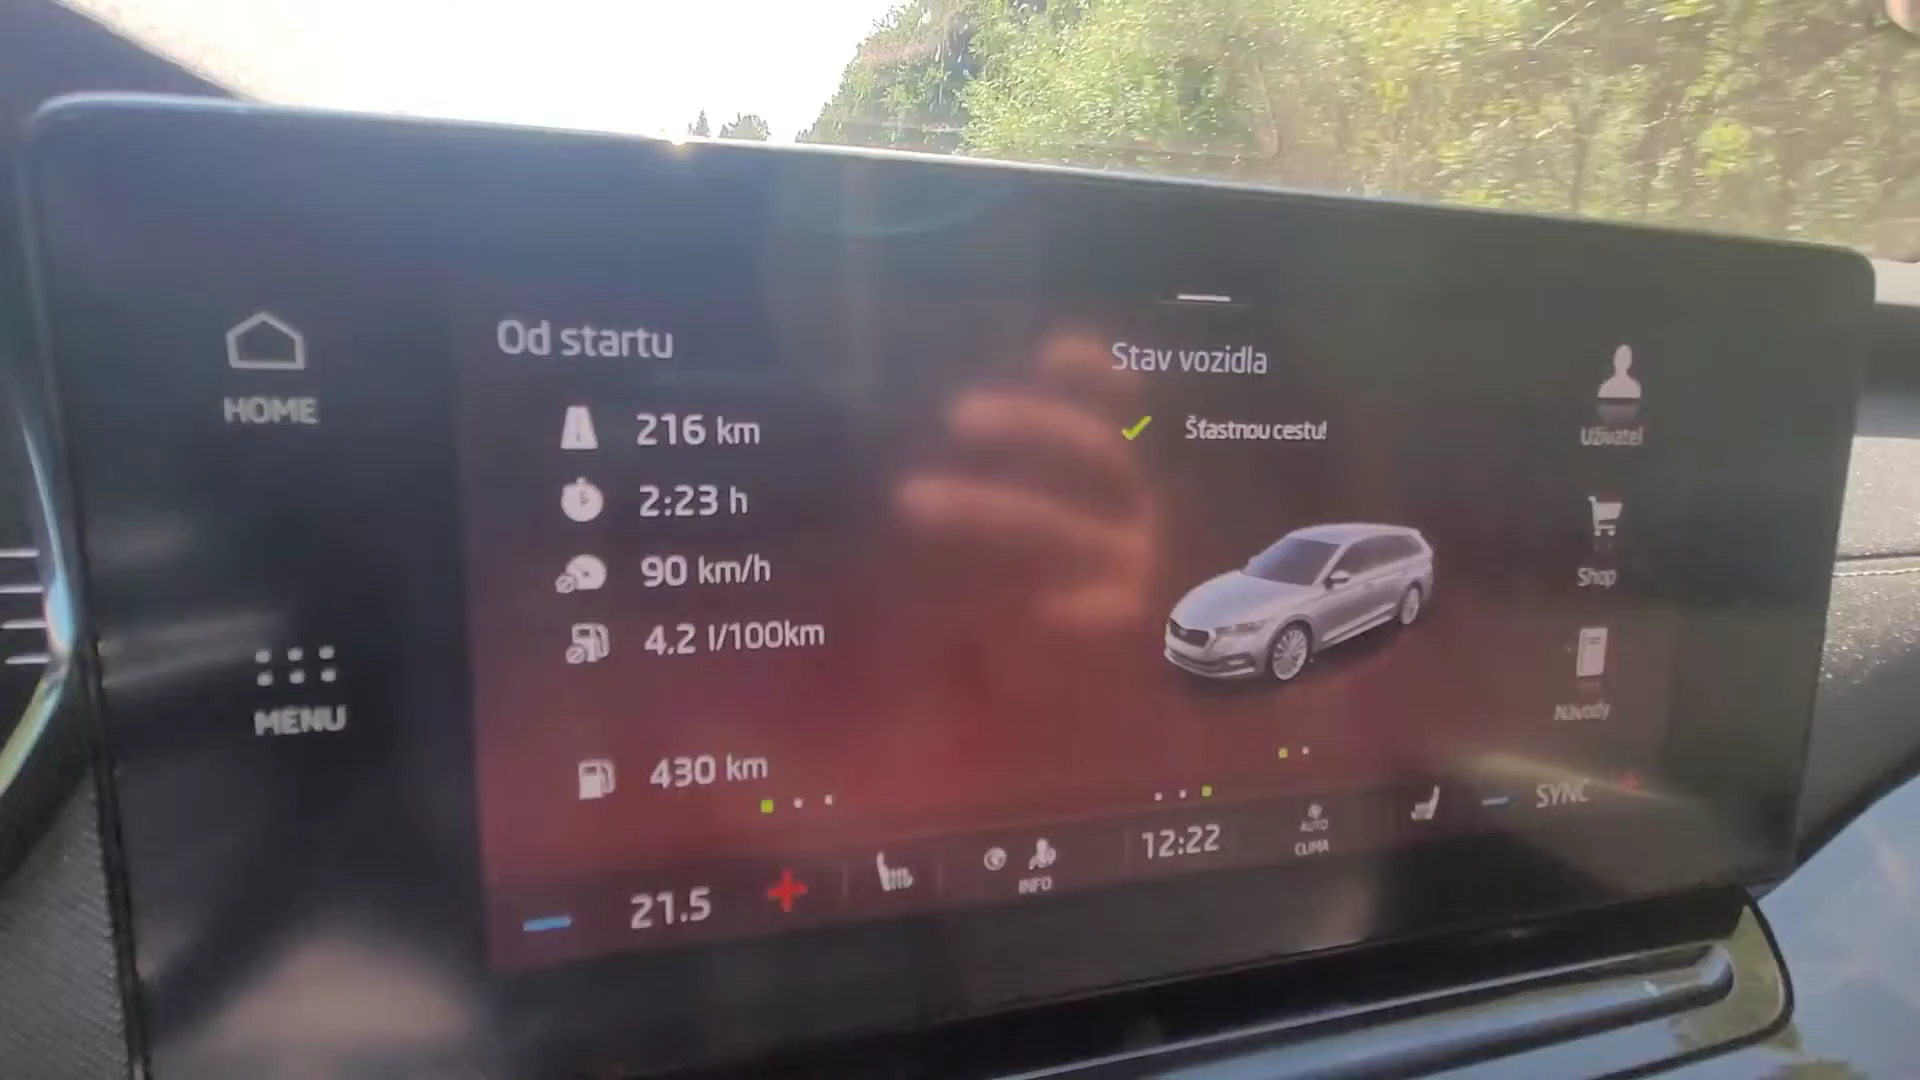 HOME
MENU
Od startu
216 km
2:23 h
90 km/h
4.2 l/100km
430 km
Stav vozidla
Šťastnou cestu!
Uživatel
Shop
Návody
21.5
INFO
12:22
AUTO
CLIMA
SYNC